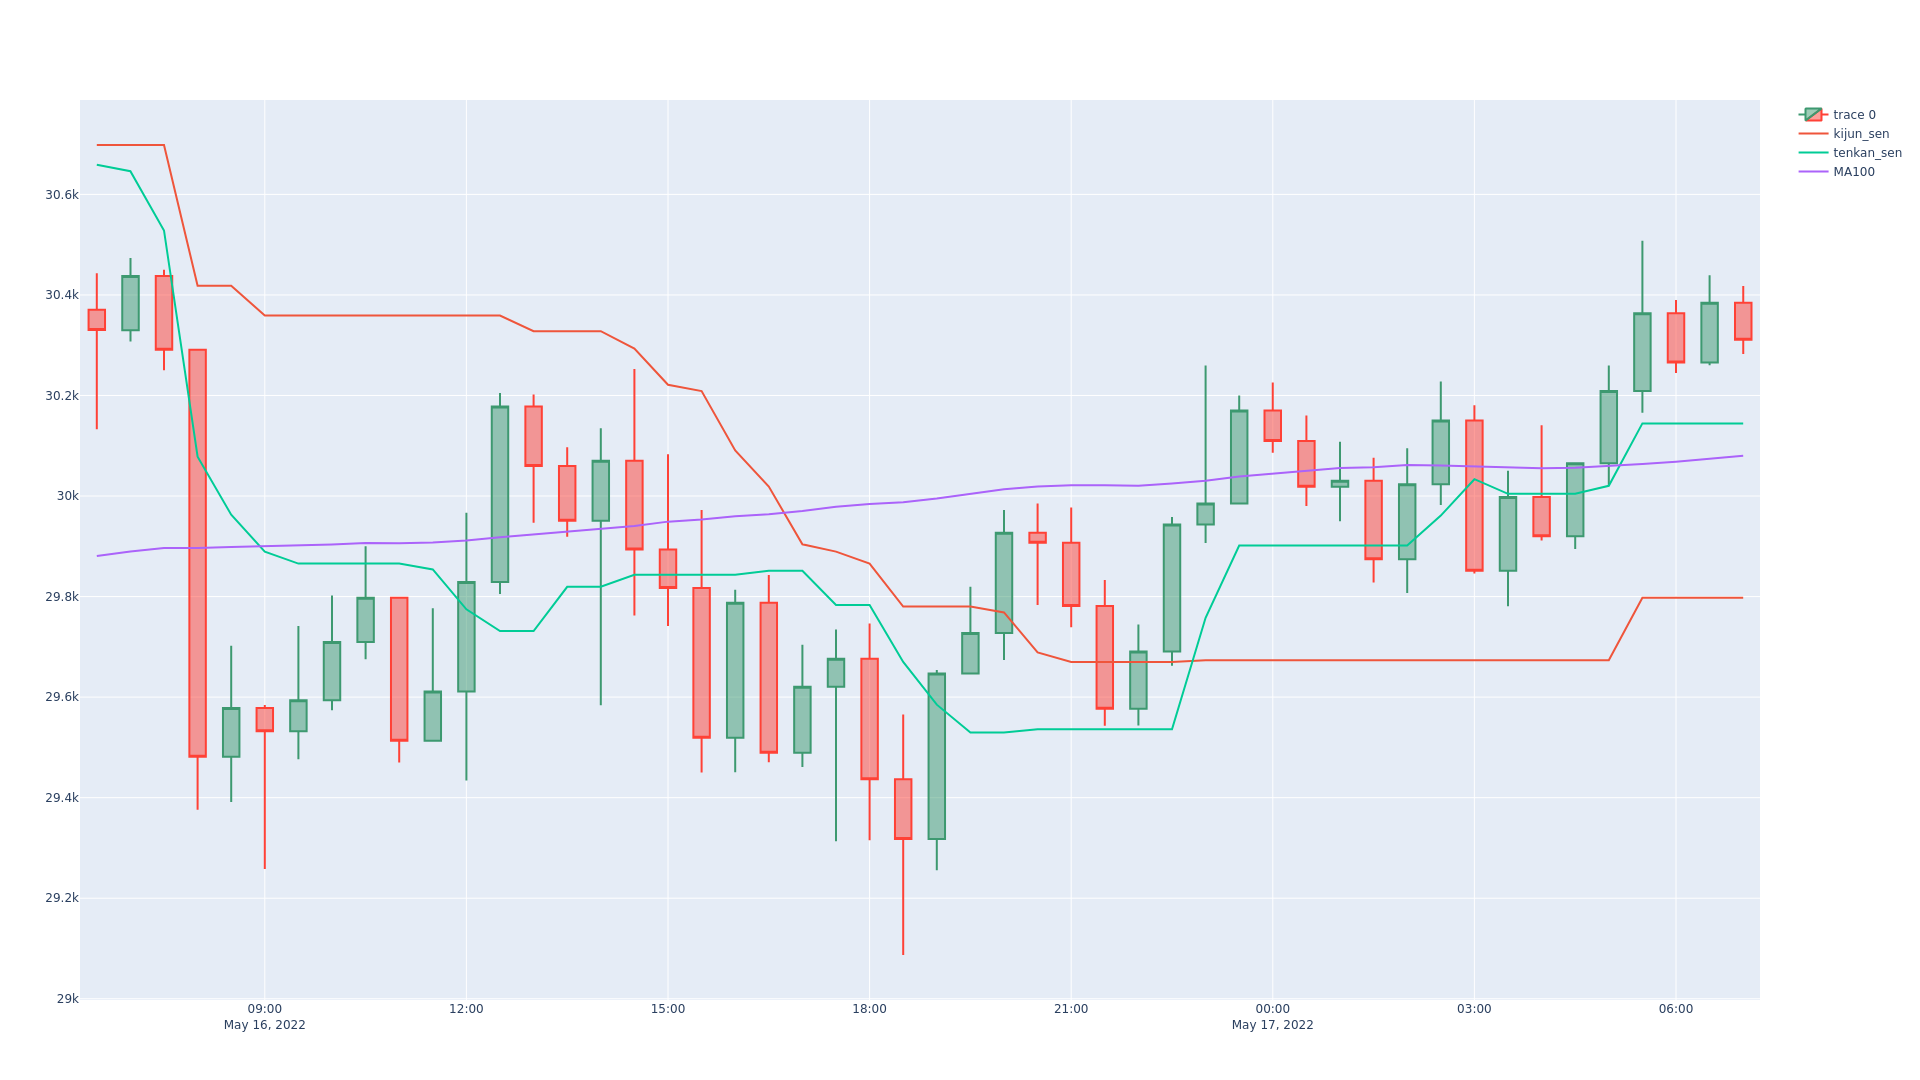 trace 0
kijun_sen
tenkan_sen
MA100
30.6k
30.4k
30.2k
30k
29.8k
29.6k
29.4k
29.2k
29k
09:00 12:00 15:00 18:00 21:00 00:00 03:00 06:00
May 16, 2022 May 17, 2022